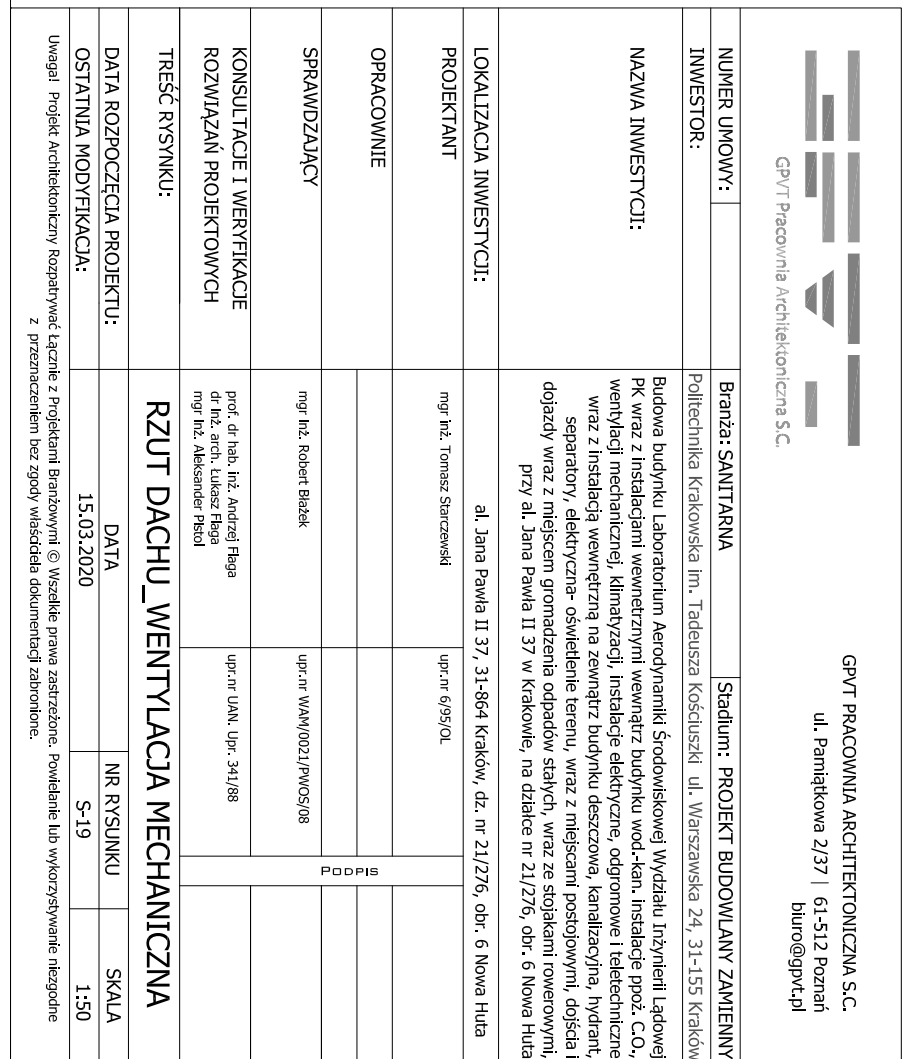 GPVT Pracownia Architektoniczna S.C.
GPVT PRACOWNIA ARCHITEKTONICZNA S.C.
ul. Pamiątkowa 2/37 | 61-512 Poznań
biuro@gpvt.pl
NUMER UMOWY:
Branża: SANITARNA
Stadium: PROJEKT BUDOWLANY ZAMIENNY
INWESTOR:
Politechnika Krakowska im. Tadeusza Kościuszki ul. Warszawska 24, 31-155 Kraków
NAZWA INWESTYCJI:
Budowa budynku Laboratorium Aerodynamiki Środowiskowej Wydziału Inżynierii Lądowej
PK wraz z instalacjami wewnetrznymi wewnątrz budynku wod.-kan. instalacje ppoż. C.O.,
wentylacji mechanicznej, klimatyzacji, instalacje elektryczne, odgromowe i teletechniczne
wraz z instalacją wewnętrzną na zewnątrz budynku deszczowa, kanalizacyjna, hydrant,
separatory, elektryczna- oświetlenie terenu, wraz z miejscami postojowymi, dojścia i
dojazdy wraz z miejscem gromadzenia odpadów stałych, wraz ze stojakami rowerowymi,
przy al. Jana Pawła II 37 w Krakowie, na działce nr 21/276, obr. 6 Nowa Huta
LOKALIZACJA INWESTYCJI:
al. Jana Pawła II 37, 31-864 Kraków, dz. nr 21/276, obr. 6 Nowa Huta
PROJEKTANT
mgr inż. Tomasz Starczewski
upr.nr 6/95/OL
OPRACOWNIE
PODPIS
SPRAWDZAJĄCY
mgr Inż. Robert Błażek
upr.nr WAM/0021/PWOS/08
KONSULTACJE I WERYFIKACJE
ROZWIĄZAŃ PROJEKTOWYCH
prof. dr hab. inż. Andrzej Flaga
dr Inż. arch. Łukasz Flaga
mgr Inż. Aleksander Pistol
upr.nr UAN. Upr. 341/88
TREŚĆ RYSYNKU:
RZUT DACHU_WENTYLACJA MECHANICZNA
DATA ROZPOCZĘCIA PROJEKTU:
DATA
NR RYSUNKU
SKALA
OSTATNIA MODYFIKACJA:
15.03.2020
S-19
1:50
Uwaga! Projekt Architektoniczny Rozpatrywać Łącznie z Projektami Branżowymi © Wszelkie prawa zastrzeżone. Powielanie lub wykorzystywanie niezgodne
z przeznaczeniem bez zgody właściciela dokumentacji zabronione.